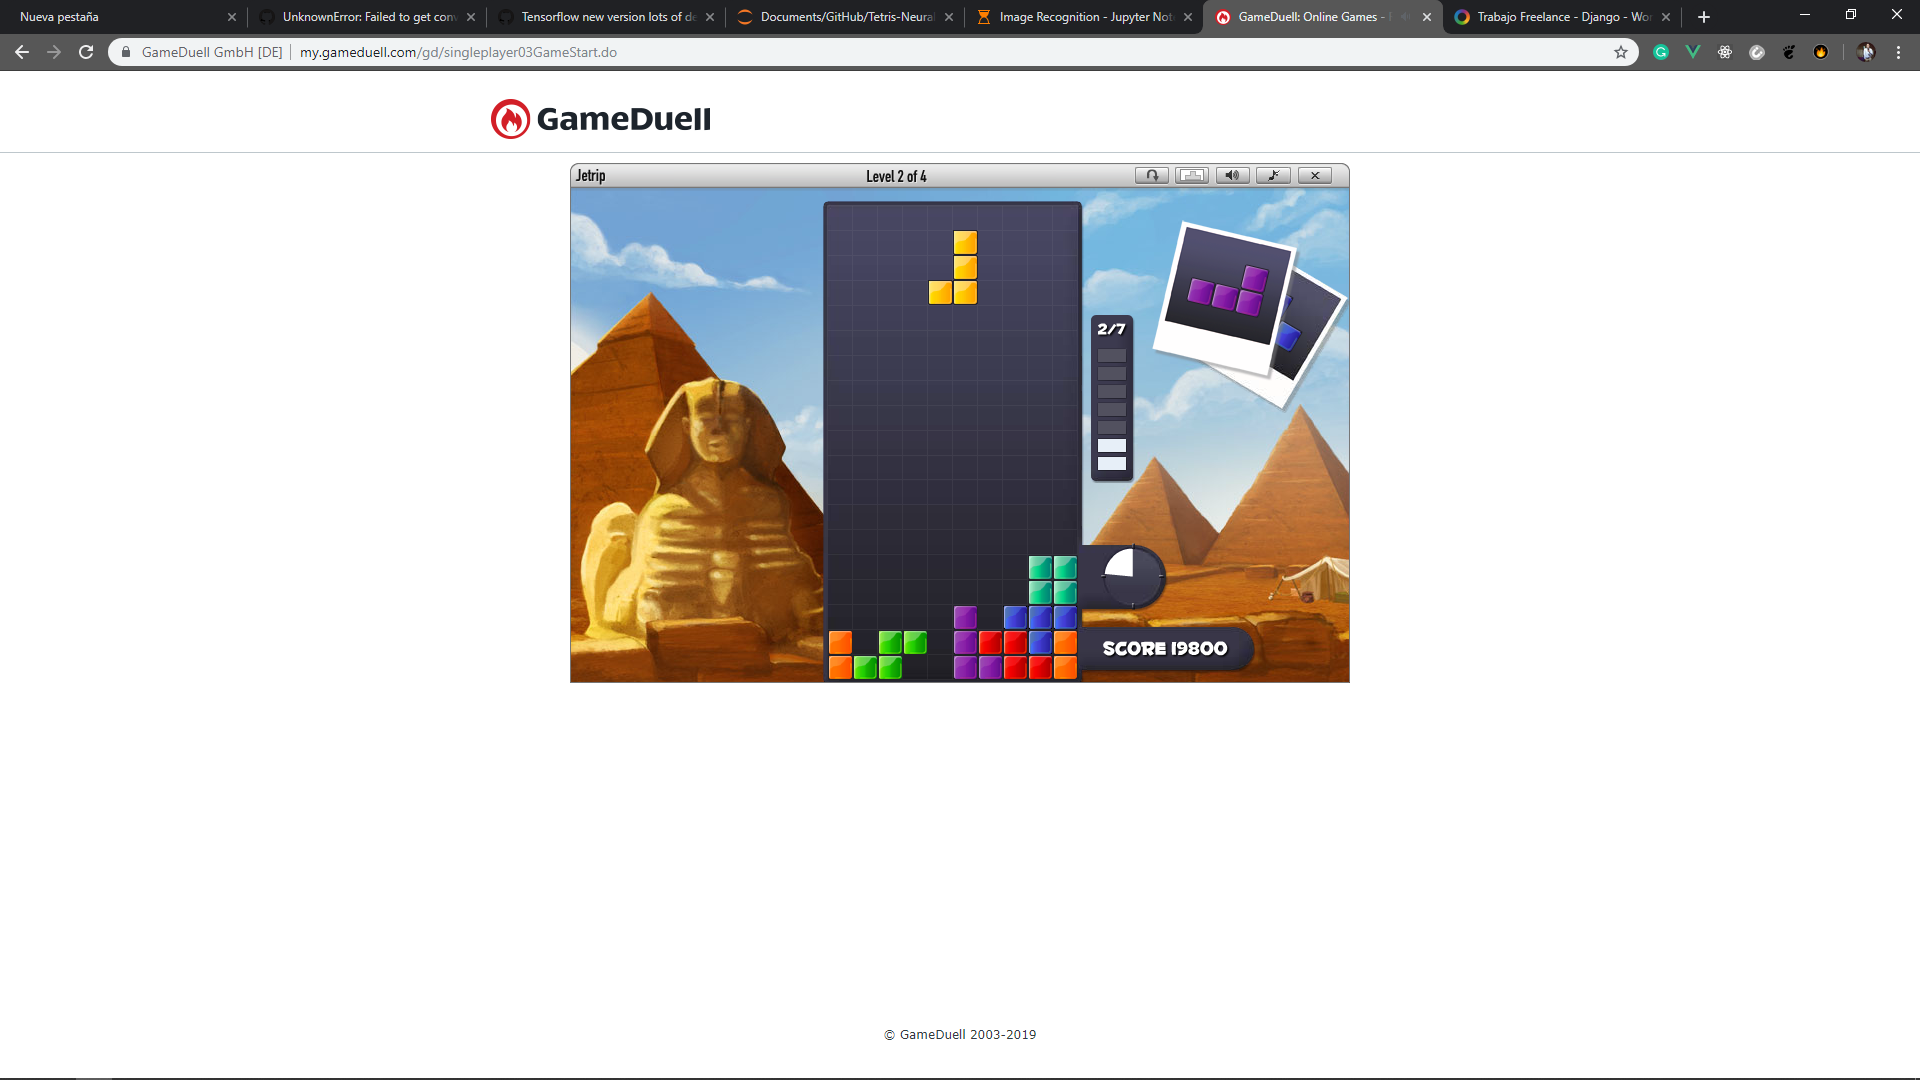 Nueva pestaña
UnknownError: Failed to get con
Tensorflow new version lots of de
Documents/GitHub/Tetris-Neura
Image Recognition - Jupyter Not
GameDuell: Online Games -
Trabajo Freelance - Django - Wor
GameDuell GmbH [DE]
my.gameduell.com/gd/singleplayer03GameStart.do
GameDuell
Jetrip
Level 2 of 4
2/7
SCORE 19800
© GameDuell 2003-2019